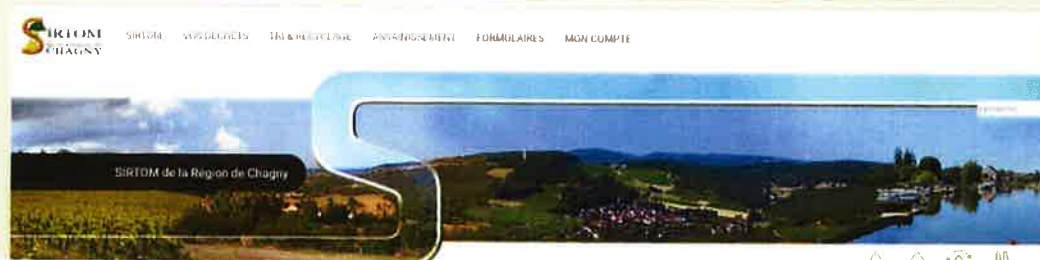 SIRTOM
CHAGNY
SIRTOM VOS DECHETS TRI & RECYCLAGE ASSAINISSEMENT FORMULAIRES MON COMPTE
SIRTOM de la Région de Chagny